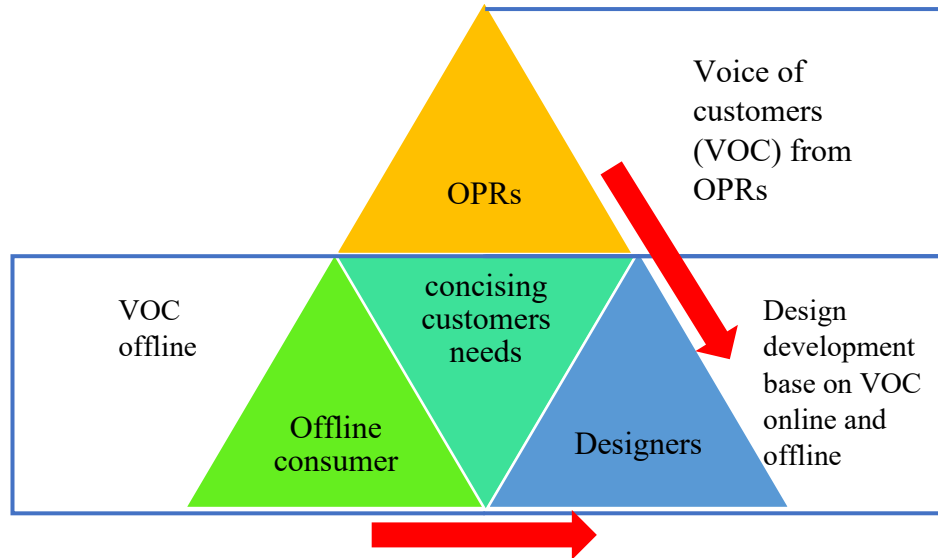 OPRs
Voice of
customers
(VOC) from
OPRs
VOC
offline
concising
customers
needs
Offline
consumer
Designers
Design
development
base on VOC
online and
offline